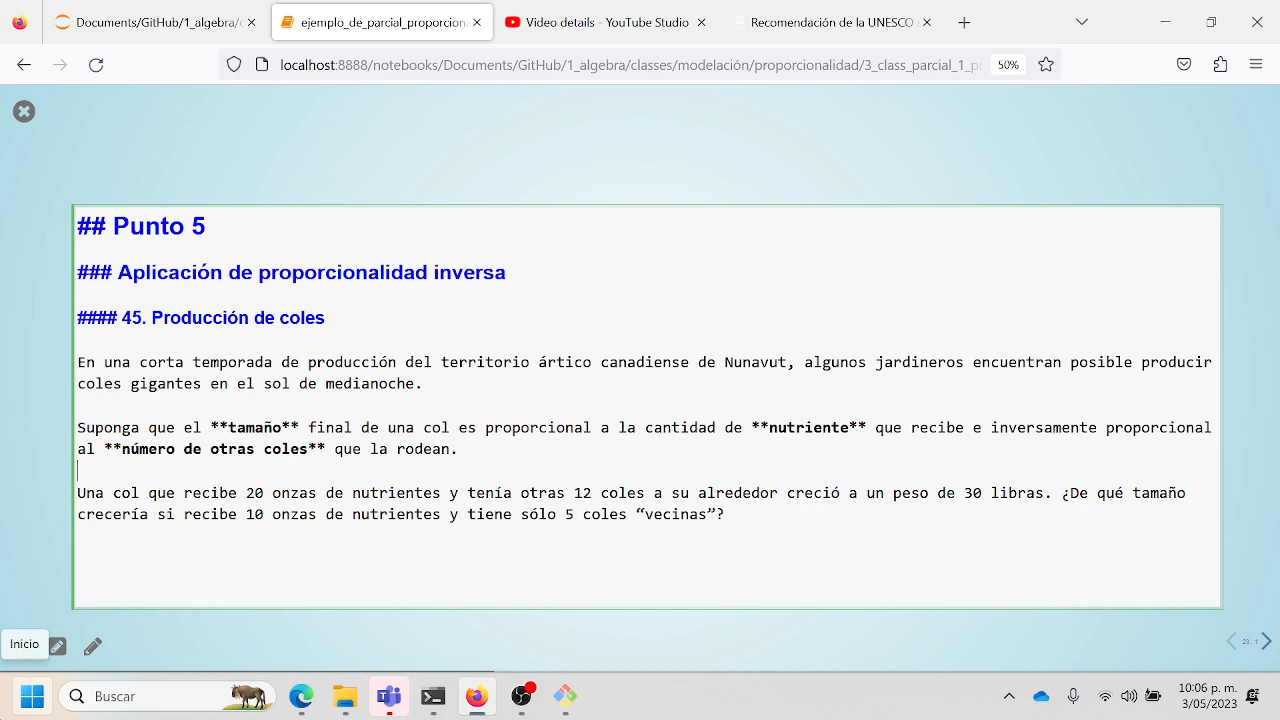 Documents/GitHub/1_algebra/c
ejemplo_de_parcial_proporcion
Video details - YouTube Studio
Recomendación de la UNESCO
localhost:8888/notebooks/Documents/GitHub/1_algebra/classes/modelación/proporcionalidad/3_class_parcial_1_p
50%
## Punto 5
### Aplicación de proporcionalidad inversa
#### 45. Producción de coles
En una corta temporada de producción del territorio ártico canadiense de Nunavut, algunos jardineros encuentran posible producir
coles gigantes en el sol de medianoche.
Suponga que el **tamaño** final de una col es proporcional a la cantidad de **nutriente** que recibe e inversamente proporcional
al **número de otras coles** que la rodean.
Una col que recibe 20 onzas de nutrientes y tenía otras 12 coles a su alrededor creció a un peso de 30 libras. ¿De qué tamaño
crecería si recibe 10 onzas de nutrientes y tiene sólo 5 coles “vecinas”?
Inicio
23.1
Buscar
10:06 p. m.
3/05/2023